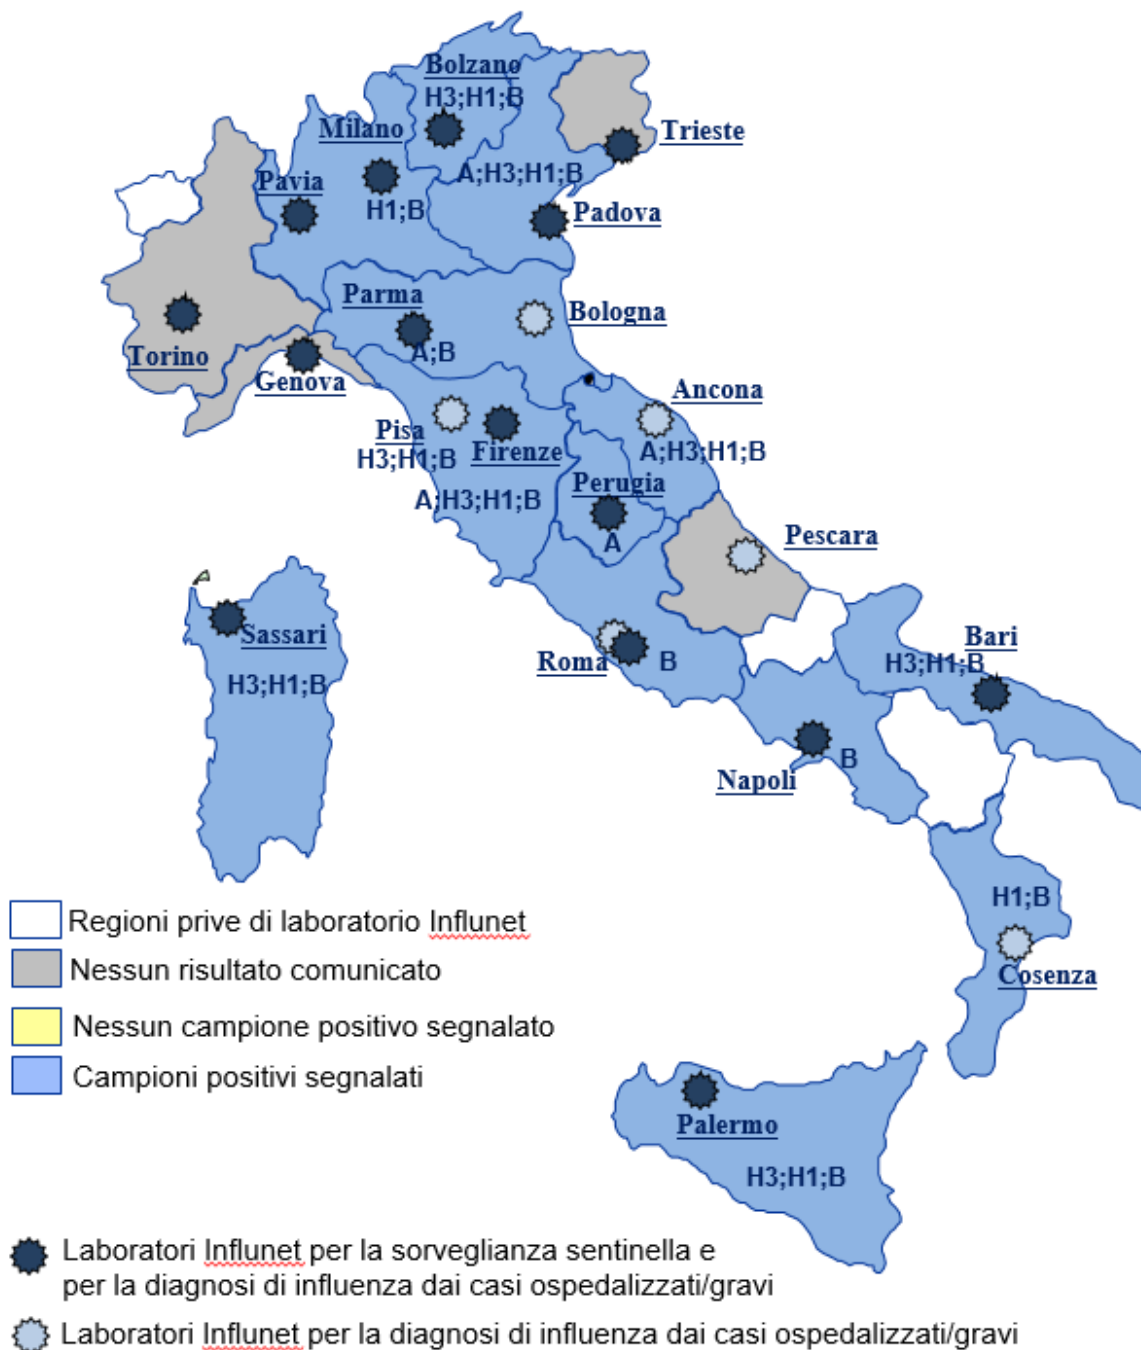 Bolzano
H3;H1;B
Milano
Trieste
A;H3;H1;B
Pavia
H1;B
Padova
Parma
Bologna
A;B
Torino
Genova
Ancona
Pisa
Firenze
A;H3;H1;B
H3;H1;B
Perugia
A;H3;H1;B
A
Pescara
Sassari
Roma
B
Bari
H3;H1;B
H3;H1;B
Napoli
B
H1;B
Cosenza
Regioni prive di laboratorio Influnet
Nessun risultato comunicato
Nessun campione positivo segnalato
Campioni positivi segnalati
Palermo
H3;H1;B
Laboratori Influnet per la sorveglianza sentinella e
per la diagnosi di influenza dai casi ospedalizzati/gravi
Laboratori Influnet per la diagnosi di influenza dai casi ospedalizzati/gravi